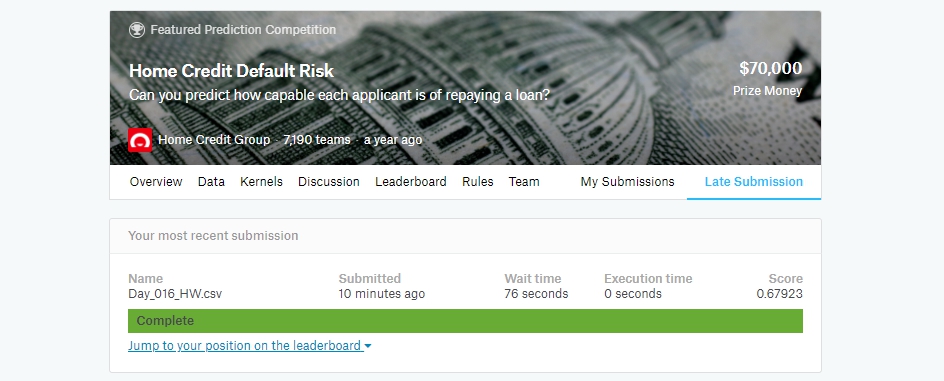 Featured Prediction Competition
Home Credit Default Risk
$70,000
Can you predict how capable each applicant is of repaying a loan?
Prize Money
Home Credit Group · 7,190 teams · a year ago
Overview Data Kernels Discussion Leaderboard Rules Team My Submissions Late Submission
Your most recent submission
Name Submitted Wait time Execution time Score
Day_016_HW.csv 10 minutes ago 76 seconds 0 seconds 0.67923
Complete
Jump to your position on the leaderboard